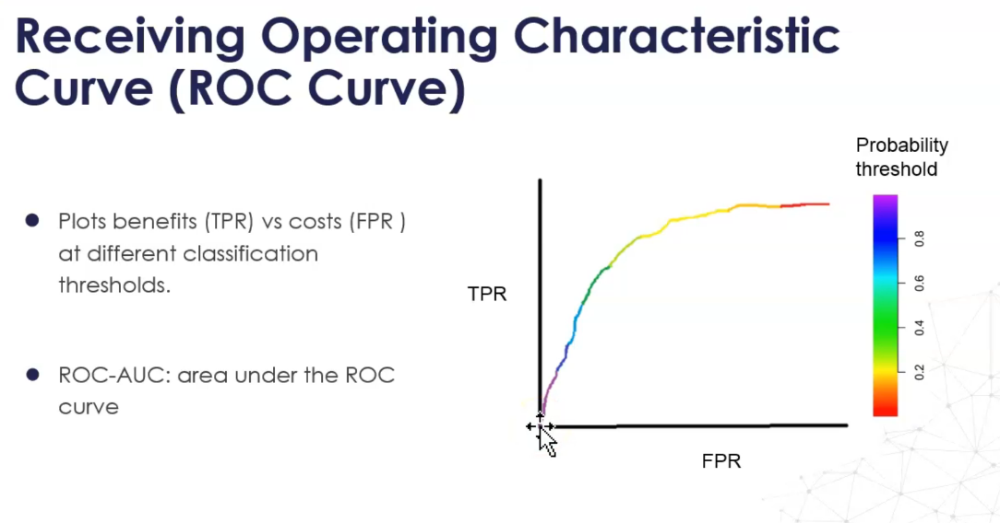 Receiving Operating Characteristic
Curve (ROC Curve)
Probability
threshold
Plots benefits (TPR) vs costs (FPR )
at different classification
thresholds.
ROC-AUC: area under the ROC
curve
TPR
FPR
0.8
0.6
0.4
0.2